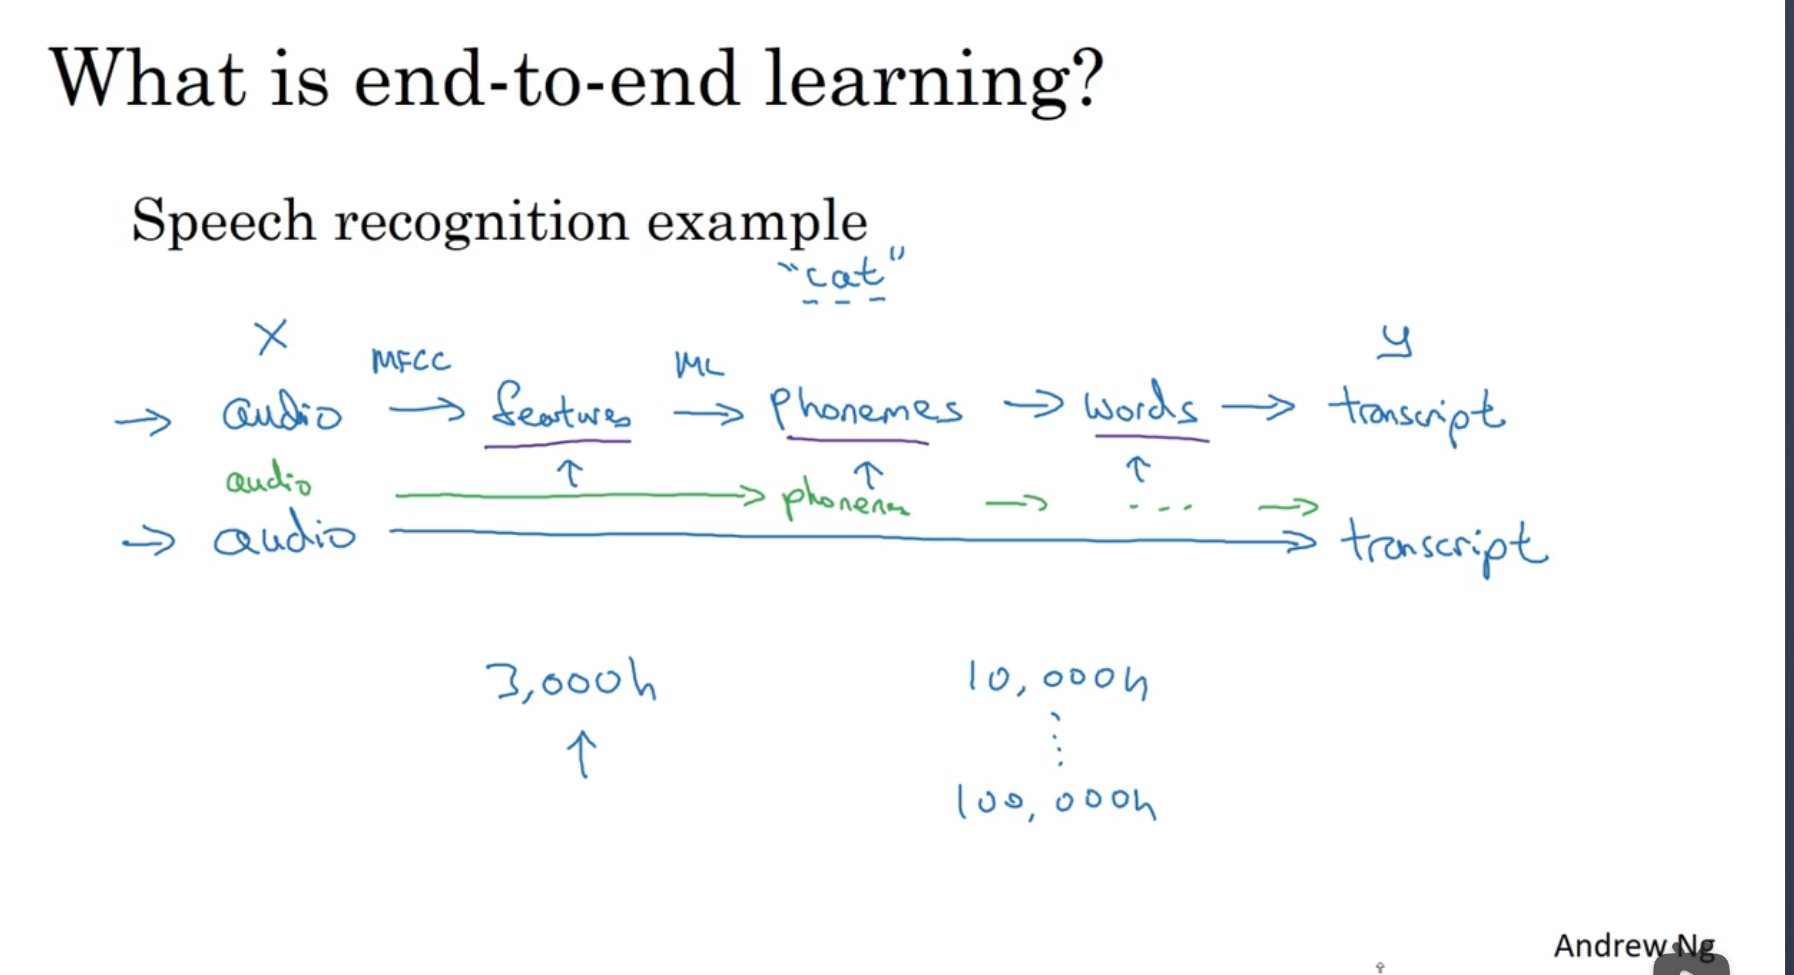 What is end-to-end learning?
Speech recognition example
"cat"
X MFCC ML y
→ audio → features → phonemes → words → transcript
↑ ↑ ↑
audio → phonemes → ... →
→ audio → transcript
3,000h 10,000h
↑ ⋮
100,000h
Andrew Ng